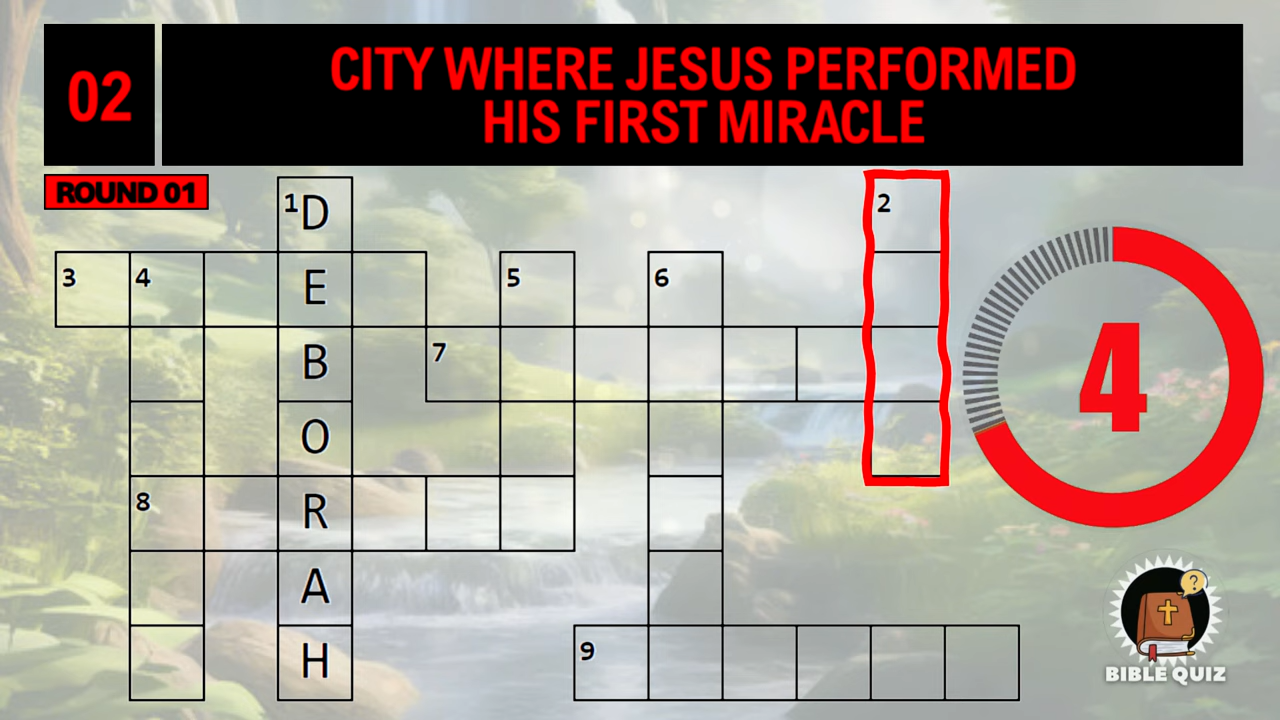 02
CITY WHERE JESUS PERFORMED
HIS FIRST MIRACLE
ROUND 01
1D
2
3
4
E
5
6
B
7
4
O
8
R
A
?
9
H
BIBLE QUIZ